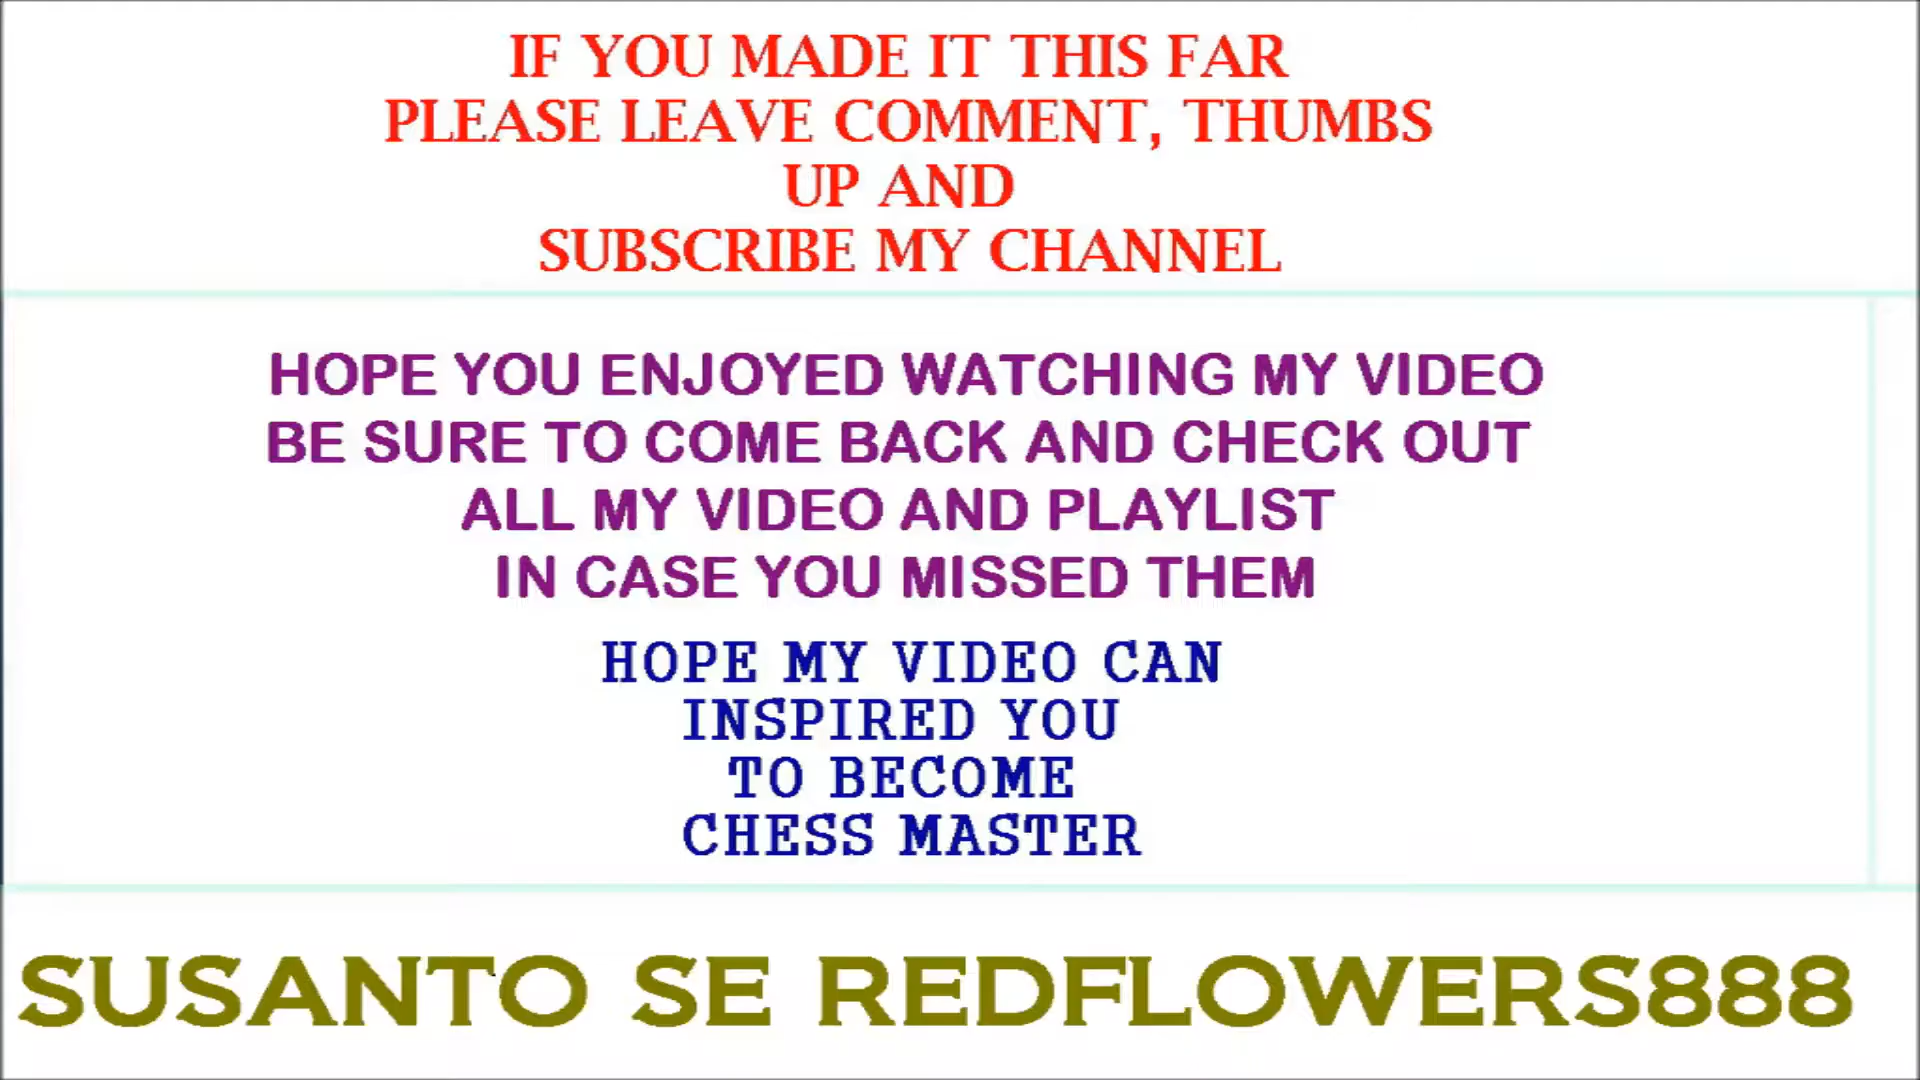 IF YOU MADE IT THIS FAR
PLEASE LEAVE COMMENT, THUMBS
UP AND
SUBSCRIBE MY CHANNEL
HOPE YOU ENJOYED WATCHING MY VIDEO
BE SURE TO COME BACK AND CHECK OUT
ALL MY VIDEO AND PLAYLIST
IN CASE YOU MISSED THEM
HOPE MY VIDEO CAN
INSPIRED YOU
TO BECOME
CHESS MASTER
SUSANTO SE REDFLOWERS888